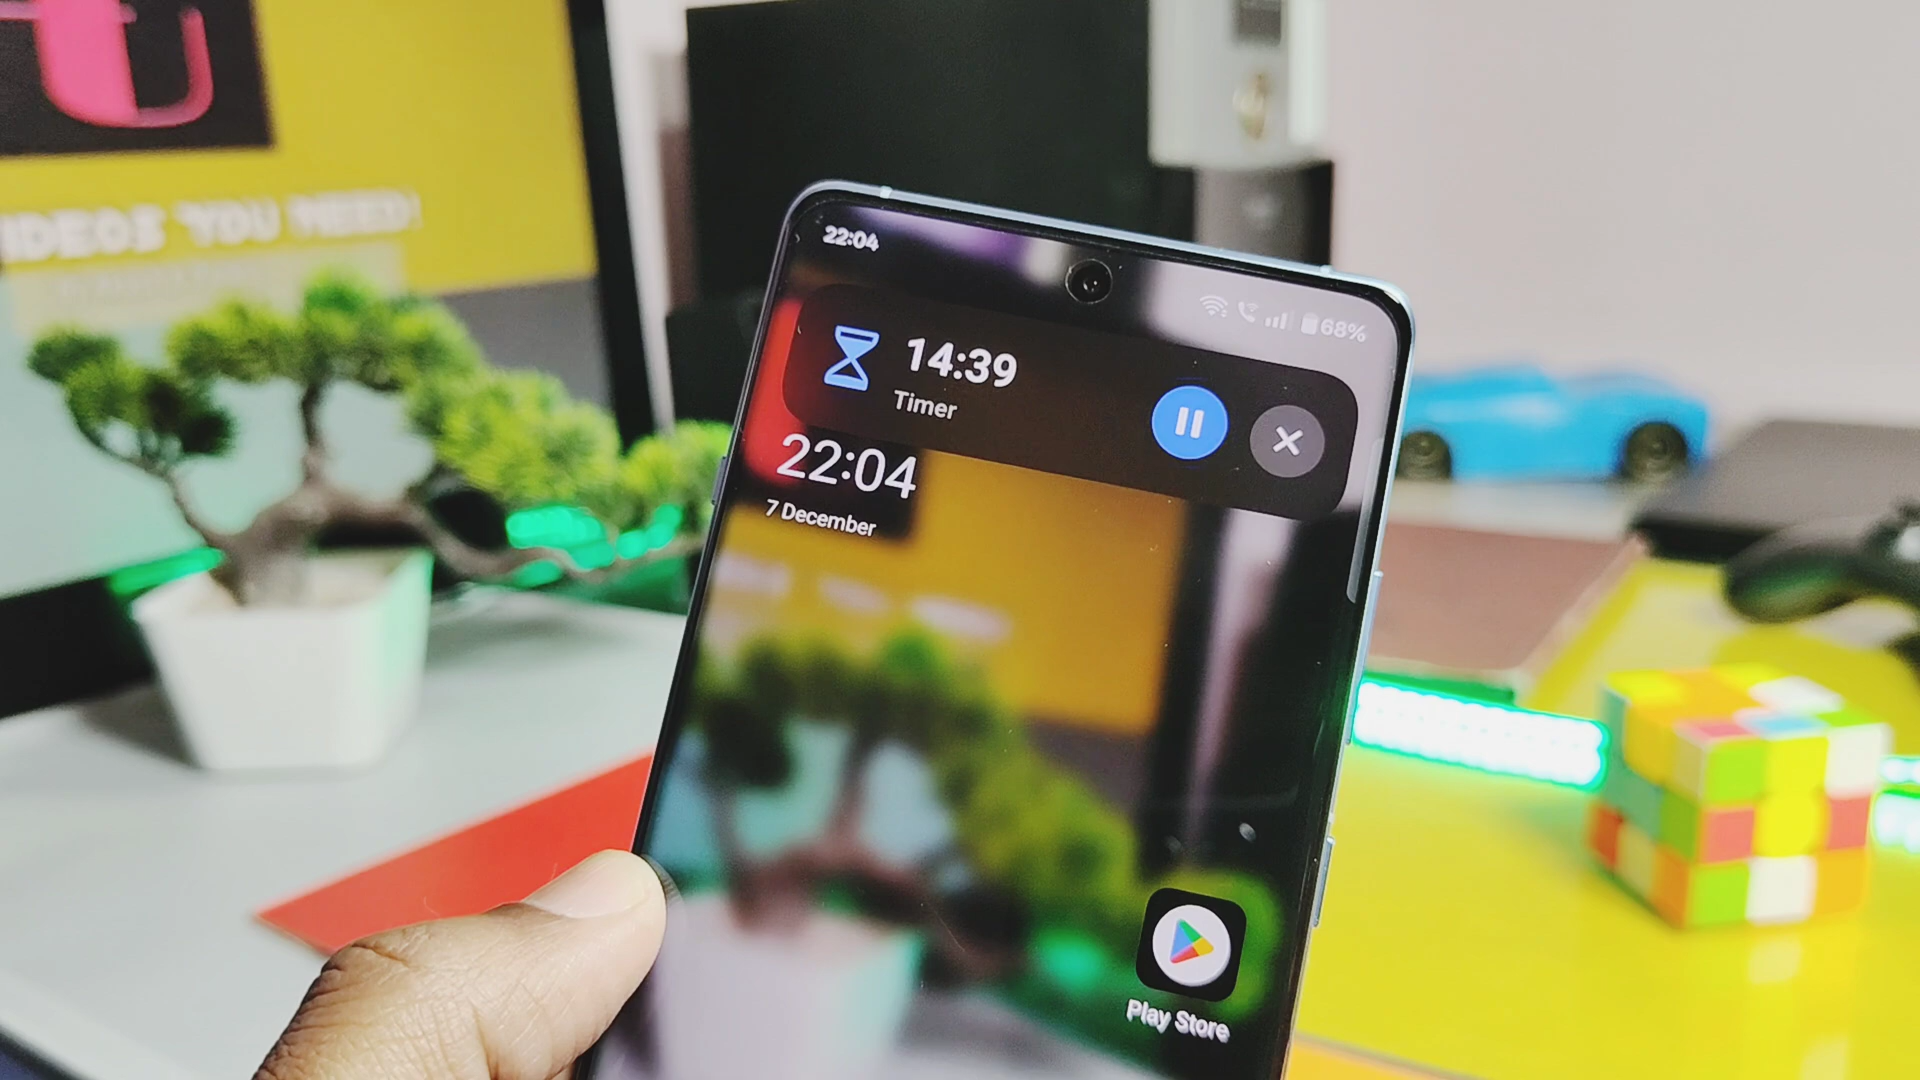 IDEOS YOU NEED!
22:04
68%
14:39
Timer
22:04
7 December
Play Store